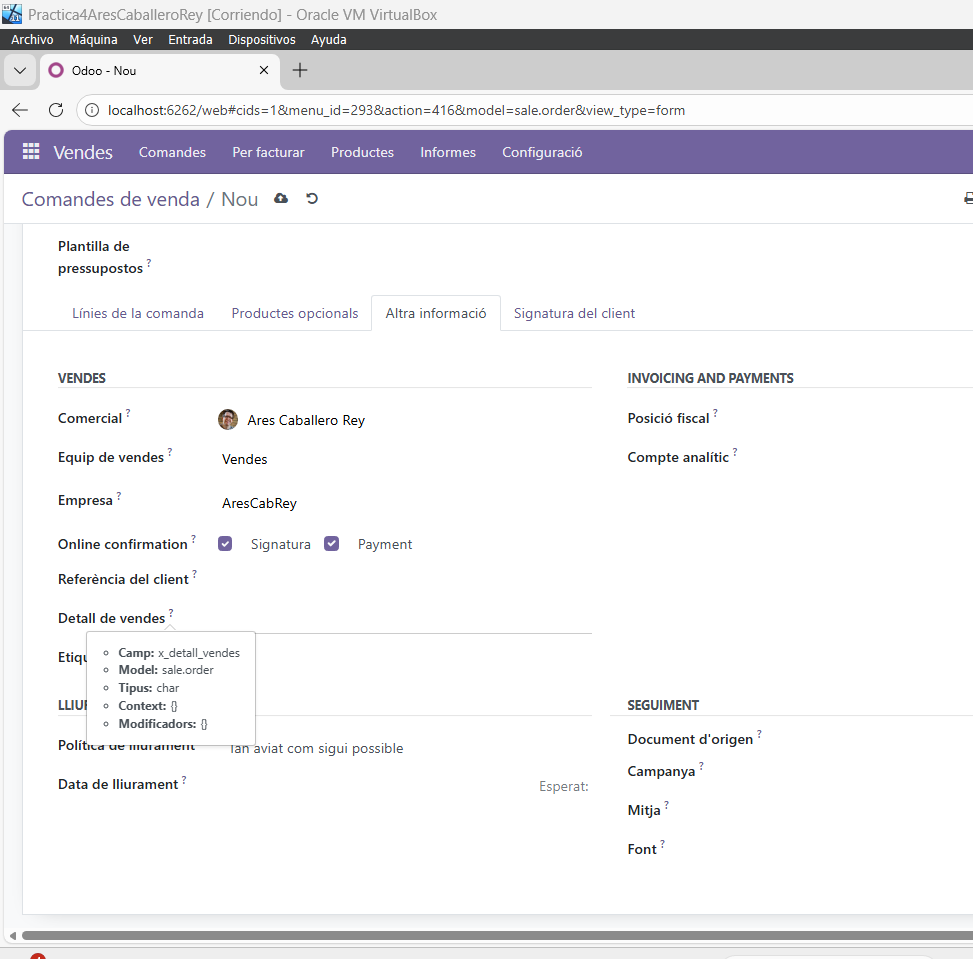 Practica4AresCaballeroRey [Corriendo] - Oracle VM VirtualBox
Archivo Máquina Ver Entrada Dispositivos Ayuda
Odoo - Nou
localhost:6262/web#cids=1&menu_id=293&action=416&model=sale.order&view_type=form
Vendes Comandes Per facturar Productes Informes Configuració
Comandes de venda / Nou
Plantilla de
pressupostos ?
Línies de la comanda Productes opcionals Altra informació Signatura del client
VENDES
Comercial ? Ares Caballero Rey
Equip de vendes ? Vendes
Empresa ? AresCabRey
Online confirmation ? Signatura Payment
Referència del client ?
Detall de vendes ?
Camp: x_detall_vendes
Model: sale.order
Tipus: char
Context: {}
Modificadors: {}
Etiqu
LLIUR
Política de lliurament Tan aviat com sigui possible
Data de lliurament ? Esperat:
INVOICING AND PAYMENTS
Posició fiscal ?
Compte analític ?
SEGUIMENT
Document d'origen ?
Campanya ?
Mitja ?
Font ?